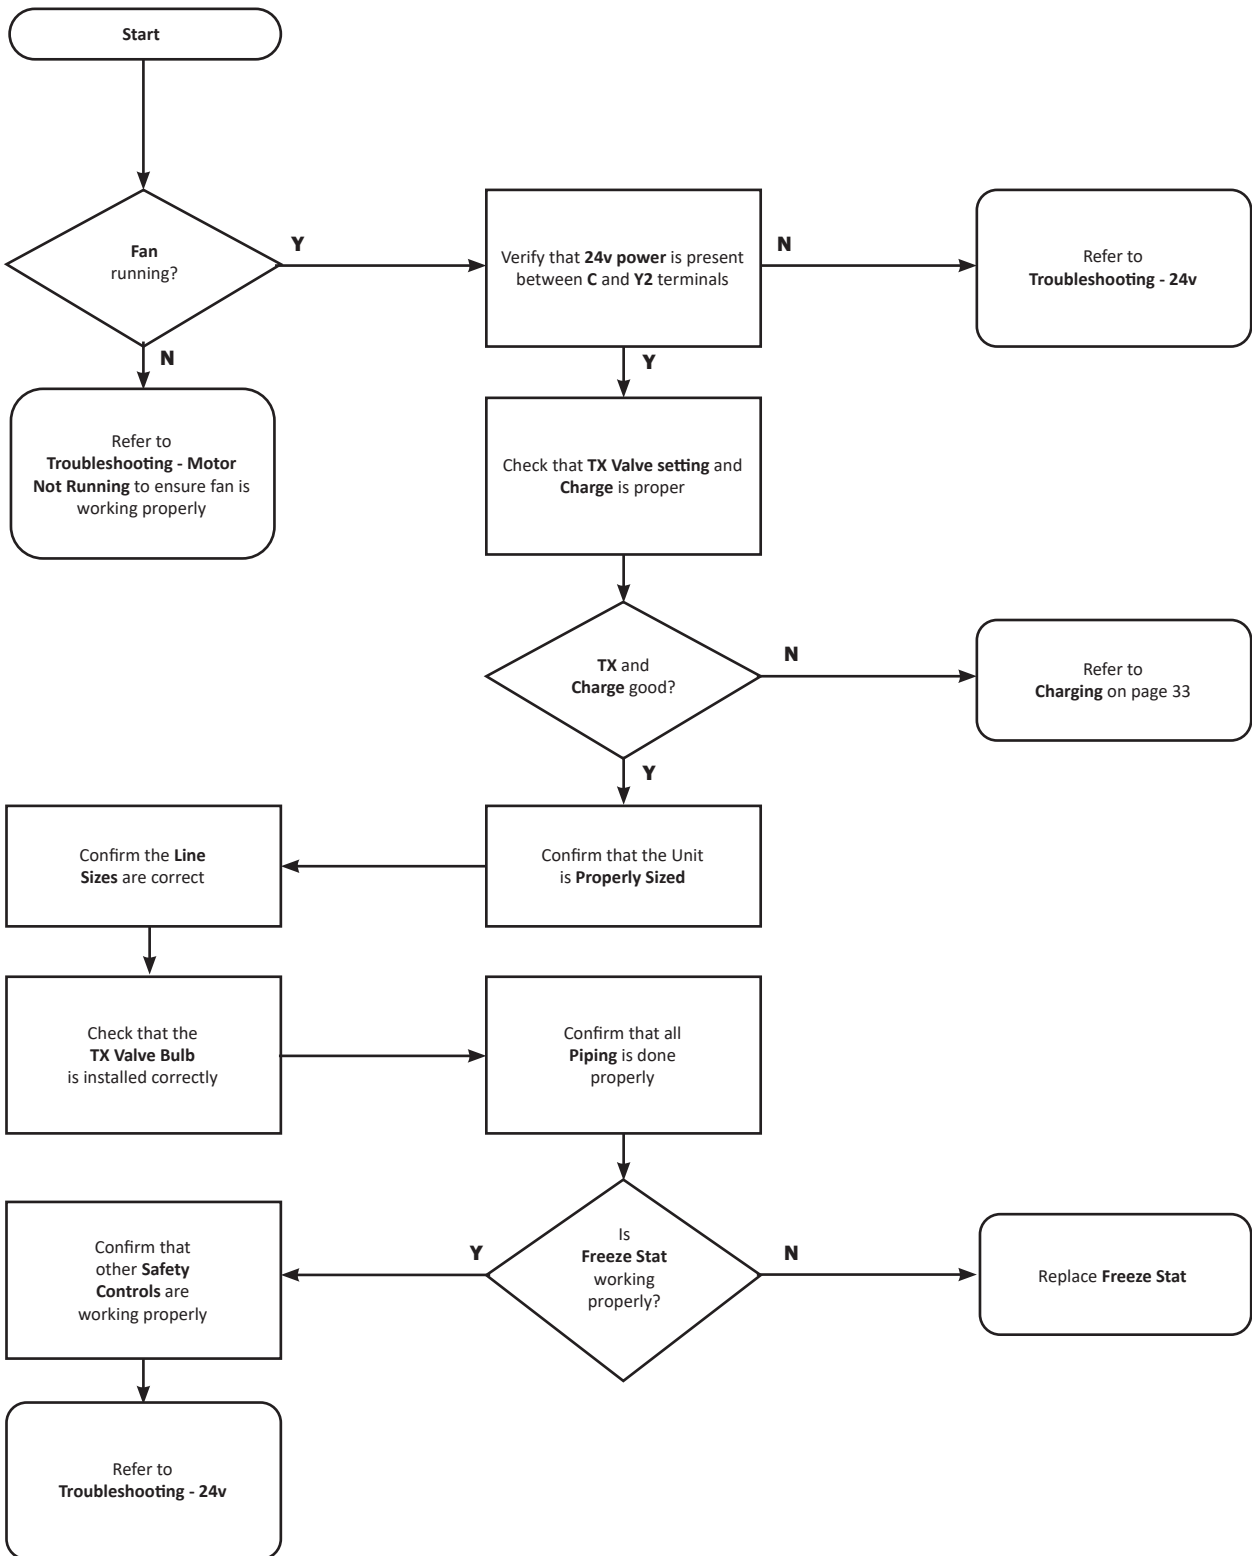 Start
Fan
running?
Y
Verify that 24v power is present
between C and Y2 terminals
N
Refer to
Troubleshooting - 24v
N
Refer to
Troubleshooting - Motor
Not Running to ensure fan is
working properly
Y
Check that TX Valve setting and
Charge is proper
TX and
Charge good?
N
Refer to
Charging on page 33
Y
Confirm that the Unit
is Properly Sized
Confirm the Line
Sizes are correct
Check that the
TX Valve Bulb
is installed correctly
Confirm that all
Piping is done
properly
Is
Freeze Stat
working
properly?
N
Replace Freeze Stat
Y
Confirm that
other Safety
Controls are
working properly
Refer to
Troubleshooting - 24v